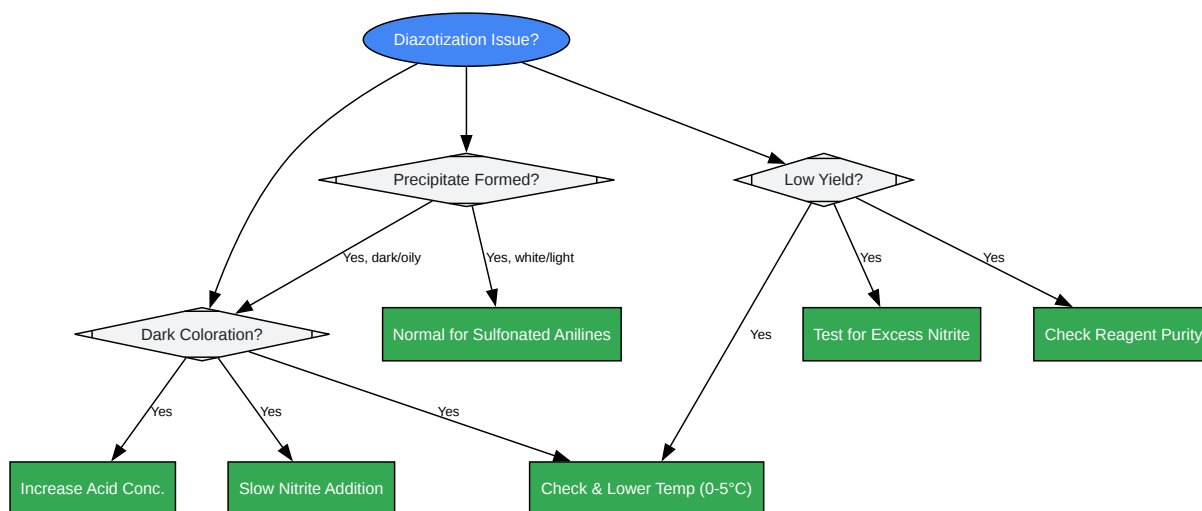 Diazotization Issue?
Precipitate Formed?
Low Yield?
Yes, dark/oily
Yes, white/light
Yes
Yes
Dark Coloration?
Normal for Sulfonated Anilines
Yes
Test for Excess Nitrite
Check Reagent Purity
Yes
Yes
Yes
Increase Acid Conc.
Slow Nitrite Addition
Check & Lower Temp (0-5°C)